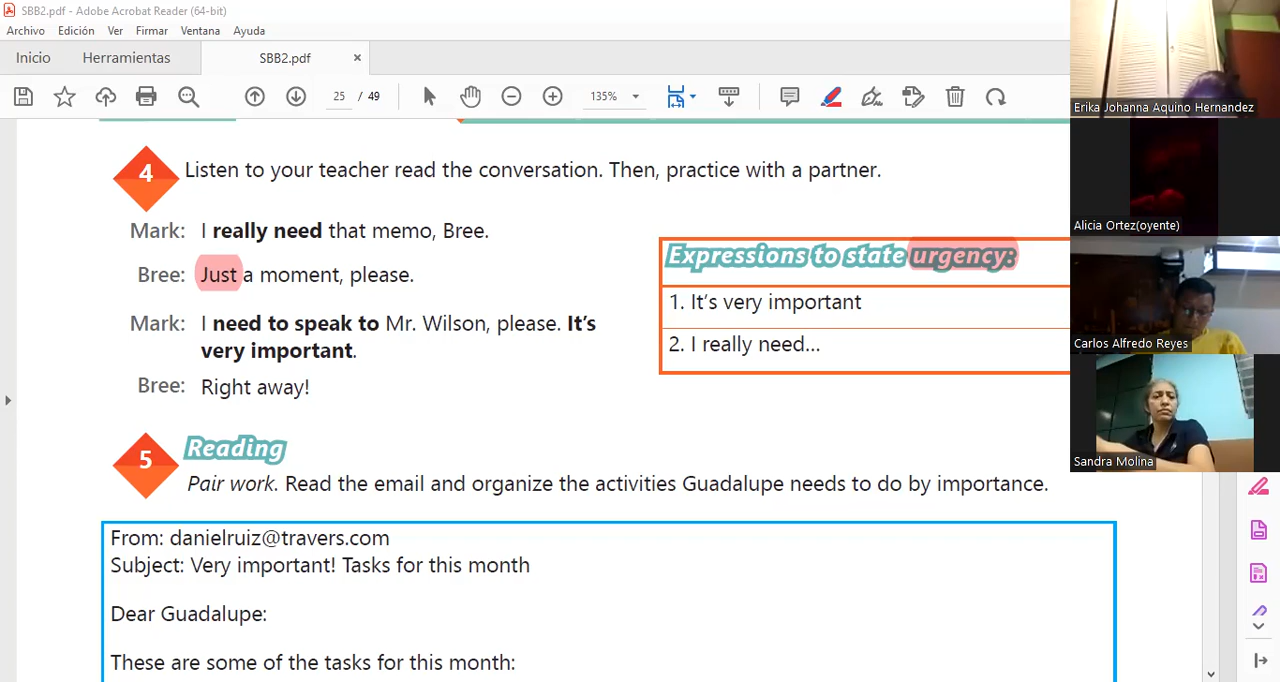 SBB2.pdf - Adobe Acrobat Reader (64-bit)
Archivo Edición Ver Firmar Ventana Ayuda
Inicio Herramientas SBB2.pdf ×
25 / 49 135%
4 Listen to your teacher read the conversation. Then, practice with a partner.
Mark: I really need that memo, Bree.
Bree: Just a moment, please.
Mark: I need to speak to Mr. Wilson, please. It's
very important.
Bree: Right away!
Expressions to state urgency:
1. It's very important
2. I really need...
5 Reading
Pair work. Read the email and organize the activities Guadalupe needs to do by importance.
From: danielruiz@travers.com
Subject: Very important! Tasks for this month
Dear Guadalupe:
These are some of the tasks for this month:
Erika Johanna Aquino Hernandez
Alicia Ortez(oyente)
Carlos Alfredo Reyes
Sandra Molina